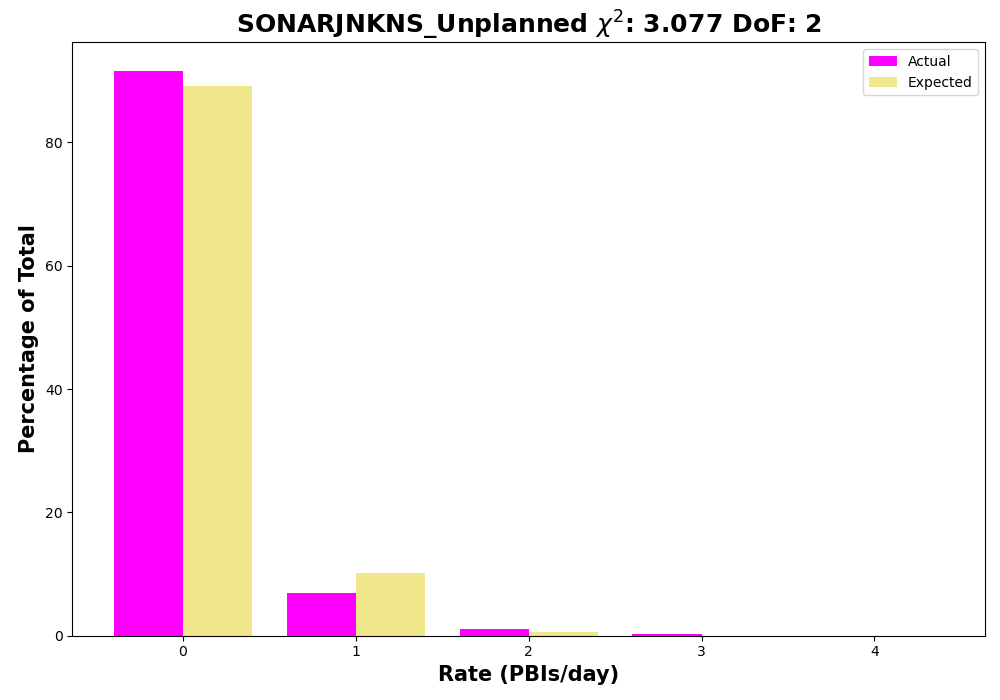 SONARJNKNS_Unplanned χ²: 3.077 DoF: 2
Actual
Expected
Percentage of Total
80
60
40
20
0
0 1 2 3 4
Rate (PBIs/day)